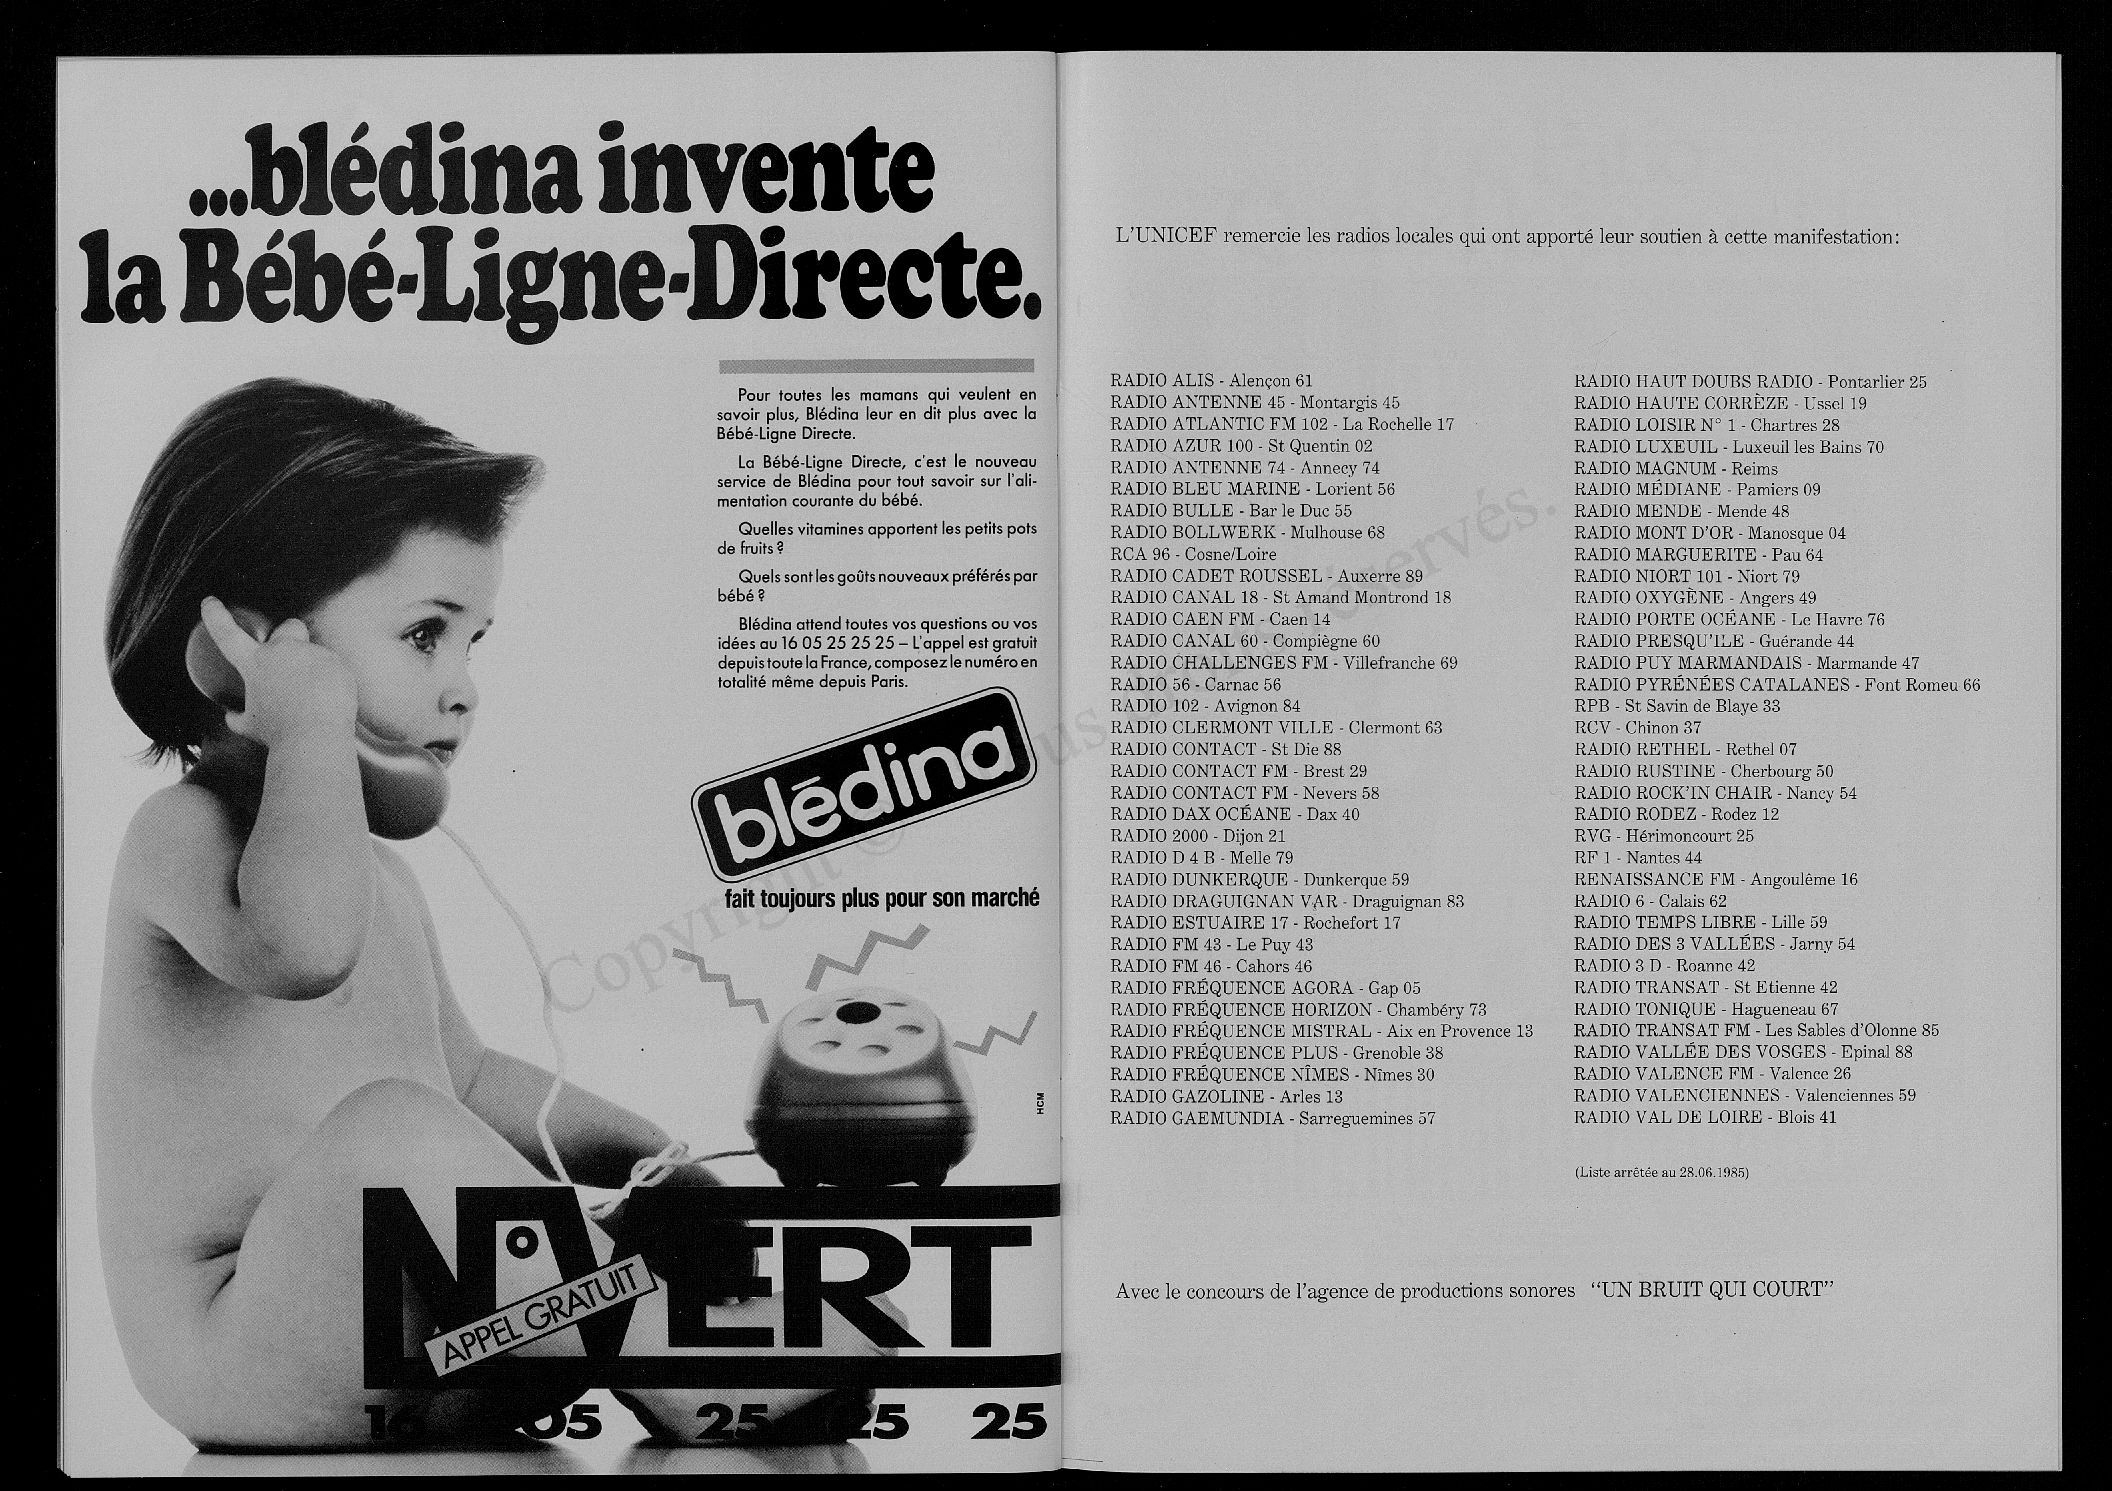 ...blédina invente
la Bébé-Ligne-Directe.
Pour toutes les mamans qui veulent en
savoir plus, Blédina leur en dit plus avec la
Bébé-Ligne Directe.
La Bébé-Ligne Directe, c'est le nouveau
service de Blédina pour tout savoir sur l'ali-
mentation courante du bébé.
Quelles vitamines apportent les petits pots
de fruits ?
Quels sont les goûts nouveaux préférés par
bébé ?
Blédina attend toutes vos questions ou vos
idées au 16 05 25 25 25 – L'appel est gratuit
depuis toute la France, composez le numéro en
totalité même depuis Paris.
blédina
fait toujours plus pour son marché
HCM
N° VERT
APPEL GRATUIT
16 05 25 25 25
L'UNICEF remercie les radios locales qui ont apporté leur soutien à cette manifestation:
RADIO ALIS - Alençon 61
RADIO ANTENNE 45 - Montargis 45
RADIO ATLANTIC FM 102 - La Rochelle 17
RADIO AZUR 100 - St Quentin 02
RADIO ANTENNE 74 - Annecy 74
RADIO BLEU MARINE - Lorient 56
RADIO BULLE - Bar le Duc 55
RADIO BOLLWERK - Mulhouse 68
RCA 96 - Cosne/Loire
RADIO CADET ROUSSEL - Auxerre 89
RADIO CANAL 18 - St Amand Montrond 18
RADIO CAEN FM - Caen 14
RADIO CANAL 60 - Compiègne 60
RADIO CHALLENGES FM - Villefranche 69
RADIO 56 - Carnac 56
RADIO 102 - Avignon 84
RADIO CLERMONT VILLE - Clermont 63
RADIO CONTACT - St Die 88
RADIO CONTACT FM - Brest 29
RADIO CONTACT FM - Nevers 58
RADIO DAX OCÉANE - Dax 40
RADIO 2000 - Dijon 21
RADIO D 4 B - Melle 79
RADIO DUNKERQUE - Dunkerque 59
RADIO DRAGUIGNAN VAR - Draguignan 83
RADIO ESTUAIRE 17 - Rochefort 17
RADIO FM 43 - Le Puy 43
RADIO FM 46 - Cahors 46
RADIO FRÉQUENCE AGORA - Gap 05
RADIO FRÉQUENCE HORIZON - Chambéry 73
RADIO FRÉQUENCE MISTRAL - Aix en Provence 13
RADIO FRÉQUENCE PLUS - Grenoble 38
RADIO FRÉQUENCE NÎMES - Nîmes 30
RADIO GAZOLINE - Arles 13
RADIO GAEMUNDIA - Sarreguemines 57
RADIO HAUT DOUBS RADIO - Pontarlier 25
RADIO HAUTE CORRÈZE - Ussel 19
RADIO LOISIR N° 1 - Chartres 28
RADIO LUXEUIL - Luxeuil les Bains 70
RADIO MAGNUM - Reims
RADIO MÉDIANE - Pamiers 09
RADIO MENDE - Mende 48
RADIO MONT D'OR - Manosque 04
RADIO MARGUERITE - Pau 64
RADIO NIORT 101 - Niort 79
RADIO OXYGÈNE - Angers 49
RADIO PORTE OCÉANE - Le Havre 76
RADIO PRESQU'ILE - Guérande 44
RADIO PUY MARMANDAIS - Marmande 47
RADIO PYRÉNÉES CATALANES - Font Romeu 66
RPB - St Savin de Blaye 33
RCV - Chinon 37
RADIO RETHEL - Rethel 07
RADIO RUSTINE - Cherbourg 50
RADIO ROCK'IN CHAIR - Nancy 54
RADIO RODEZ - Rodez 12
RVG - Hérimoncourt 25
RF 1 - Nantes 44
RENAISSANCE FM - Angoulême 16
RADIO 6 - Calais 62
RADIO TEMPS LIBRE - Lille 59
RADIO DES 3 VALLÉES - Jarny 54
RADIO 3 D - Roanne 42
RADIO TRANSAT - St Etienne 42
RADIO TONIQUE - Hagueneau 67
RADIO TRANSAT FM - Les Sables d'Olonne 85
RADIO VALLÉE DES VOSGES - Epinal 88
RADIO VALENCE FM - Valence 26
RADIO VALENCIENNES - Valenciennes 59
RADIO VAL DE LOIRE - Blois 41
(Liste arrêtée au 28.06.1985)
Avec le concours de l'agence de productions sonores "UN BRUIT QUI COURT"
Copyright ©
réservés.